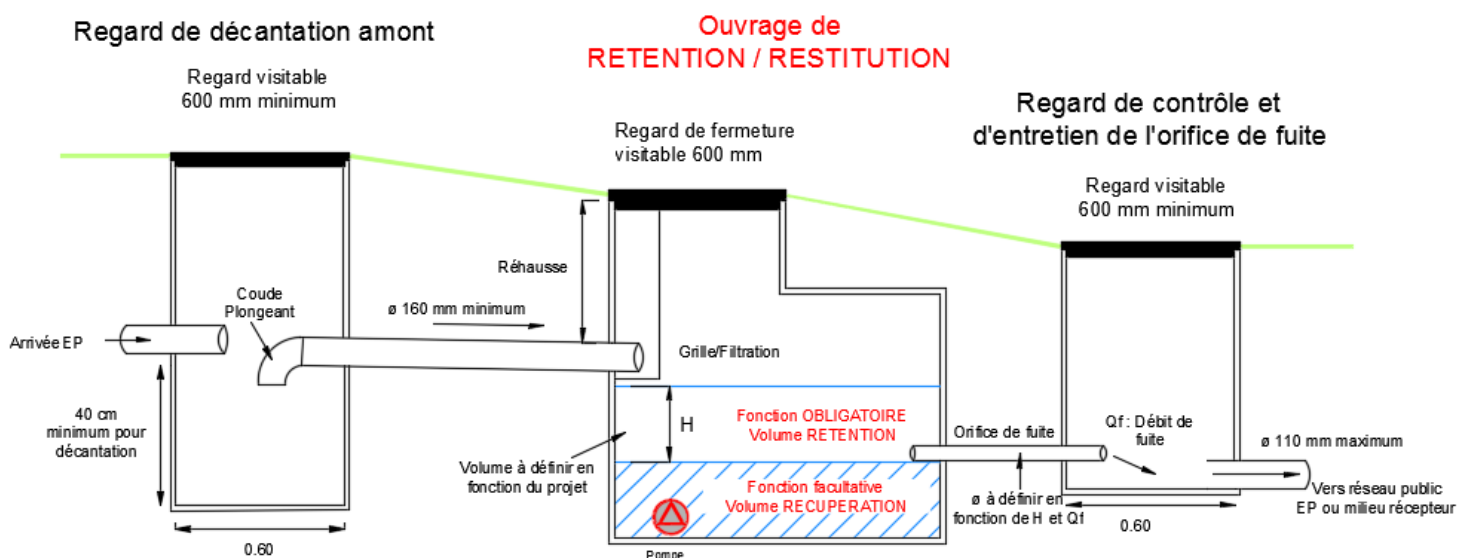 Regard de décantation amont
Regard visitable
600 mm minimum
Ouvrage de
RETENTION / RESTITUTION
Regard de fermeture
visitable 600 mm
Regard de contrôle et
d'entretien de l'orifice de fuite
Regard visitable
600 mm minimum
Réhausse
Coude
Plongeant
ø 160 mm minimum
Arrivée EP
Grille/Filtration
40 cm
minimum pour
décantation
H
Fonction OBLIGATOIRE
Volume RETENTION
Orifice de fuite
Qf : Débit de
fuite
ø 110 mm maximum
Volume à définir en
fonction du projet
Fonction facultative
Volume RECUPERATION
ø à définir en
fonction de H et Qf
Vers réseau public
EP ou milieu récepteur
0.60
0.60
Pompe